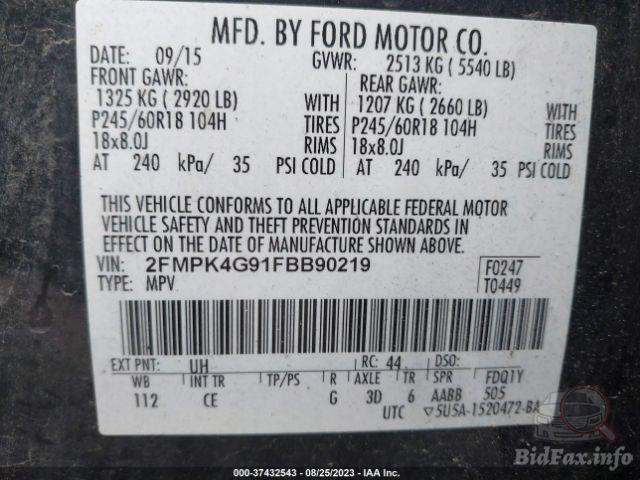 MFD. BY FORD MOTOR CO.
DATE: 09/15 GVWR: 2513 KG ( 5540 LB)
FRONT GAWR: REAR GAWR:
1325 KG ( 2920 LB) WITH 1207 KG ( 2660 LB) WITH
P245/60R18 104H TIRES P245/60R18 104H TIRES
18x8.0J RIMS 18x8.0J RIMS
AT 240 kPa/ 35 PSI COLD AT 240 kPa/ 35 PSI COLD
THIS VEHICLE CONFORMS TO ALL APPLICABLE FEDERAL MOTOR
VEHICLE SAFETY AND THEFT PREVENTION STANDARDS IN
EFFECT ON THE DATE OF MANUFACTURE SHOWN ABOVE.
VIN: 2FMPK4G91FBB90219 F0247
TYPE: MPV T0449
EXT PNT: UH RC: 44 DSO:
WB INT TR TP/PS R AXLE TR SPR FDQ1Y
112 CE G 3D 6 AABB 505
UTC ▽5U5A-1520472-BA
BidFax.info
000-37432543 / 08/25/2023 - IAA Inc.